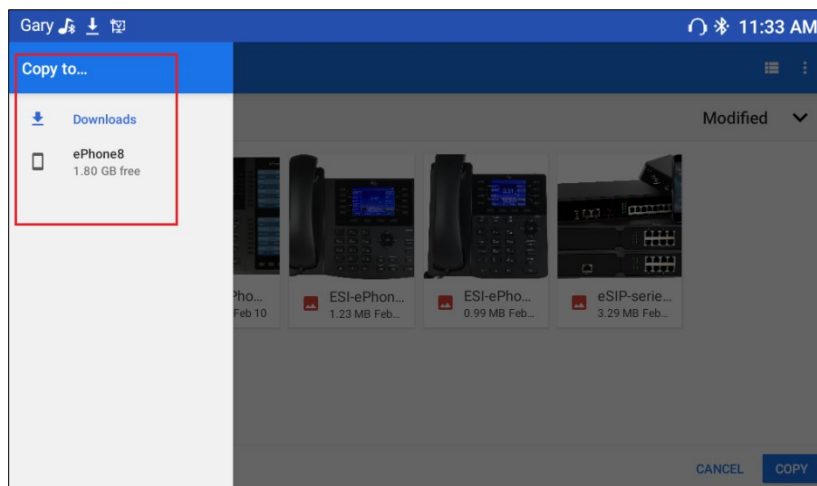 Gary
11:33 AM
Copy to...
Modified
Downloads
ePhone8
1.80 GB free
Pho...
Feb 10
ESI-ePhon...
1.23 MB Feb...
ESI-ePho...
0.99 MB Feb...
eSIP-serie...
3.29 MB Feb...
CANCEL
COPY